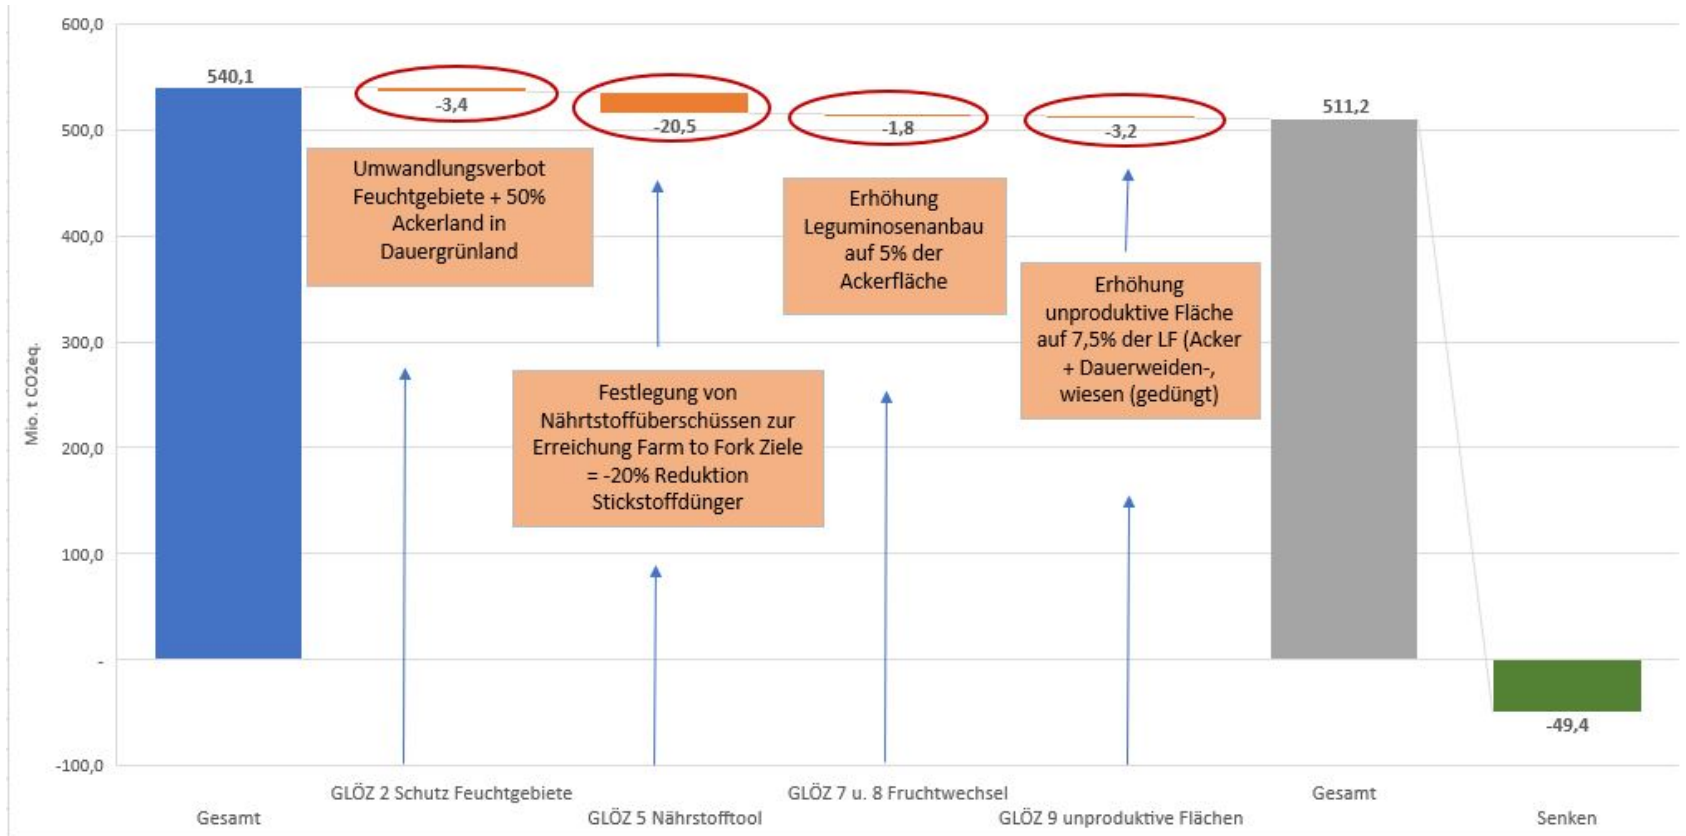 600,0
500,0
400,0
300,0
200,0
100,0
-
-100,0
Mio. t CO2eq.
540,1
-3,4
-20,5
-1,8
-3,2
511,2
-49,4
Umwandlungsverbot
Feuchtgebiete + 50%
Ackerland in
Dauergrünland
Festlegung von
Nährtstoffüberschüssen zur
Erreichung Farm to Fork Ziele
= -20% Reduktion
Stickstoffdünger
Erhöhung
Leguminosenanbau
auf 5% der
Ackerfläche
Erhöhung
unproduktive Fläche
auf 7,5% der LF (Acker
+ Dauerweiden-,
wiesen (gedüngt)
Gesamt
GLÖZ 2 Schutz Feuchtgebiete
GLÖZ 5 Nährstofftool
GLÖZ 7 u. 8 Fruchtwechsel
GLÖZ 9 unproduktive Flächen
Gesamt
Senken